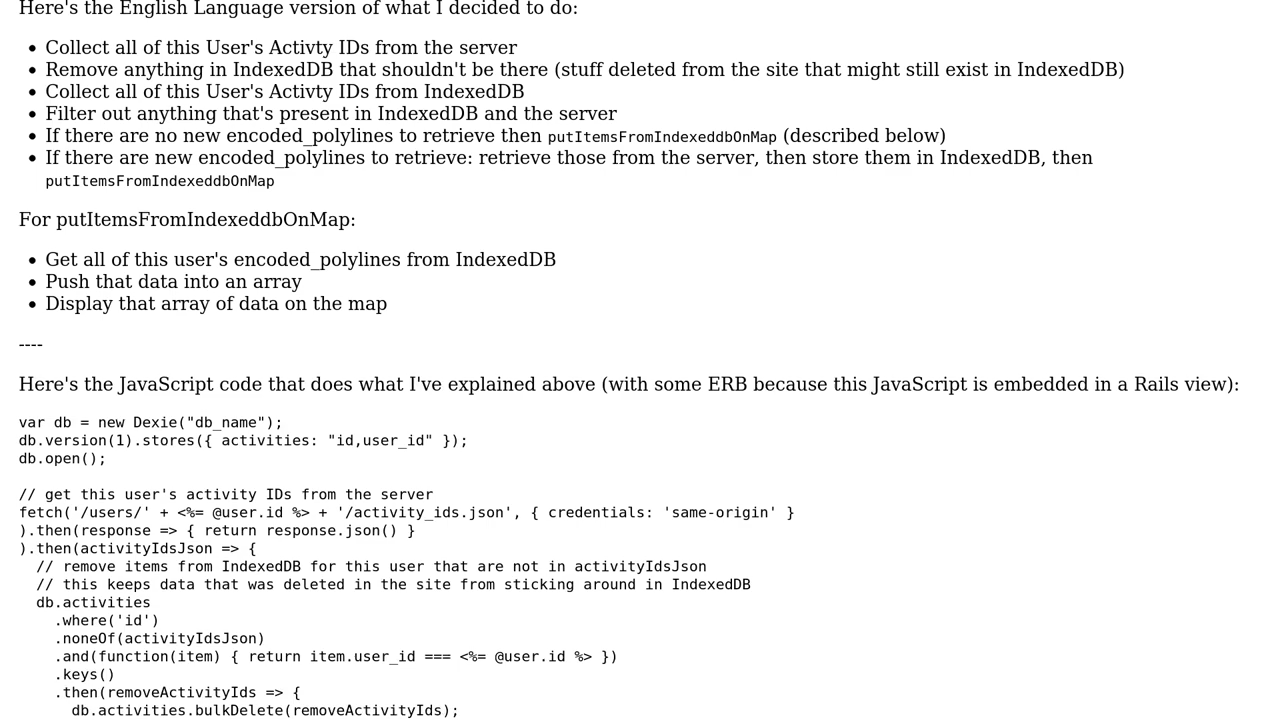 Here's the English Language version of what I decided to do:
• Collect all of this User's Activty IDs from the server
• Remove anything in IndexedDB that shouldn't be there (stuff deleted from the site that might still exist in IndexedDB)
• Collect all of this User's Activty IDs from IndexedDB
• Filter out anything that's present in IndexedDB and the server
• If there are no new encoded_polylines to retrieve then putItemsFromIndexeddbOnMap (described below)
• If there are new encoded_polylines to retrieve: retrieve those from the server, then store them in IndexedDB, then
putItemsFromIndexeddbOnMap
For putItemsFromIndexeddbOnMap:
• Get all of this user's encoded_polylines from IndexedDB
• Push that data into an array
• Display that array of data on the map
----
Here's the JavaScript code that does what I've explained above (with some ERB because this JavaScript is embedded in a Rails view):
var db = new Dexie("db_name");
db.version(1).stores({ activities: "id,user_id" });
db.open();
// get this user's activity IDs from the server
fetch('/users/' + <%= @user.id %> + '/activity_ids.json', { credentials: 'same-origin' }
).then(response => { return response.json() }
).then(activityIdsJson => {
  // remove items from IndexedDB for this user that are not in activityIdsJson
  // this keeps data that was deleted in the site from sticking around in IndexedDB
  db.activities
    .where('id')
    .noneOf(activityIdsJson)
    .and(function(item) { return item.user_id === <%= @user.id %> })
    .keys()
    .then(removeActivityIds => {
      db.activities.bulkDelete(removeActivityIds);